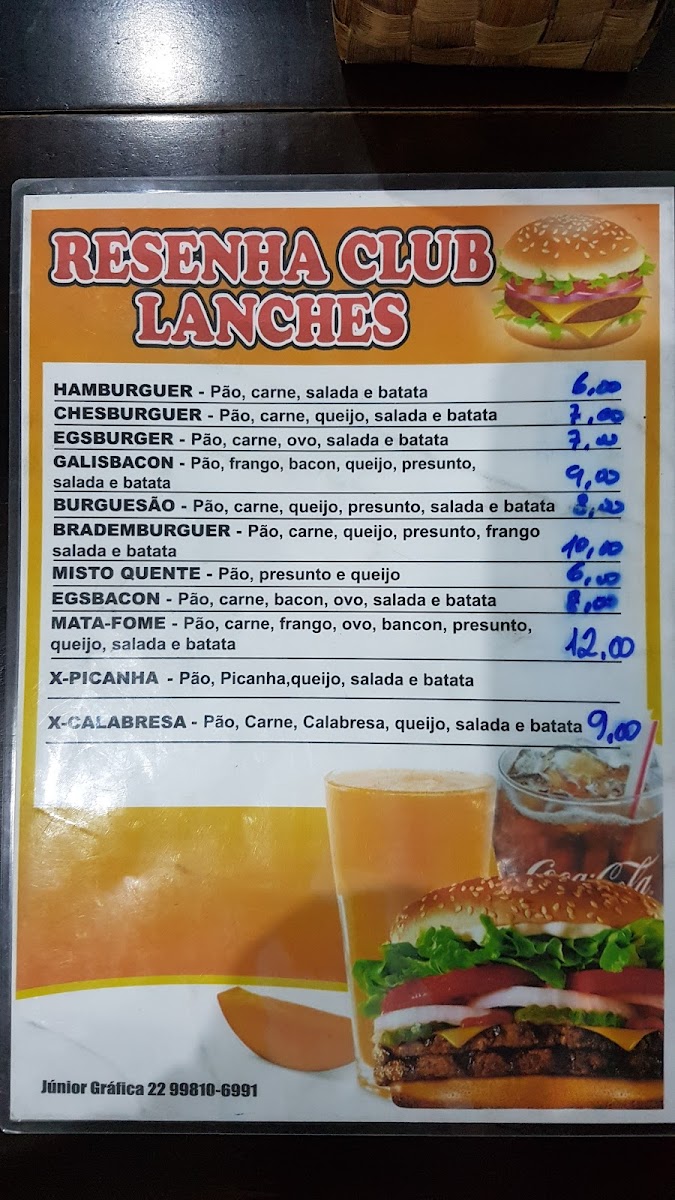 RESENHA CLUB
LANCHES
HAMBURGUER - Pão, carne, salada e batata 6,00
CHESBURGUER - Pão, carne, queijo, salada e batata 7,00
EGSBURGER - Pão, carne, ovo, salada e batata 7,00
GALISBACON - Pão, frango, bacon, queijo, presunto,
salada e batata 9,00
BURGUESÃO - Pão, carne, queijo, presunto, salada e batata 8,00
BRADEMBURGUER - Pão, carne, queijo, presunto, frango
salada e batata 10,00
MISTO QUENTE - Pão, presunto e queijo 6,00
EGSBACON - Pão, carne, bacon, ovo, salada e batata
MATA-FOME - Pão, carne, frango, ovo, bancon, presunto,
queijo, salada e batata 12,00
X-PICANHA - Pão, Picanha,queijo, salada e batata
X-CALABRESA - Pão, Carne, Calabresa, queijo, salada e batata 9,00
Coca-Cola
Júnior Gráfica 22 99810-6991